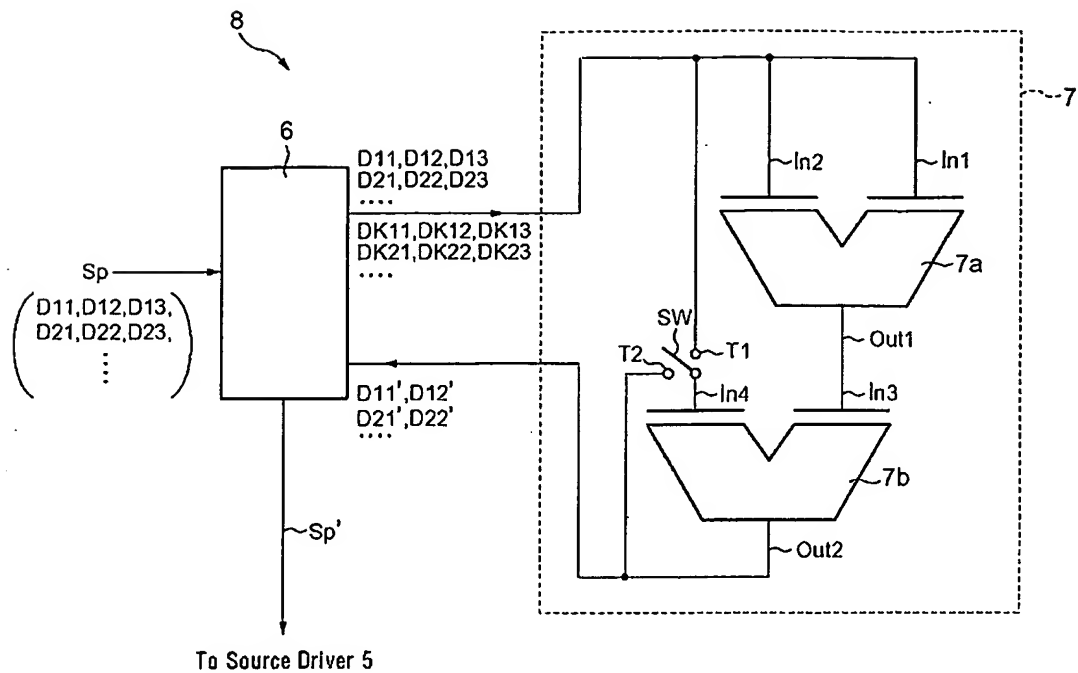 8
7
6
D11,D12,D13
D21,D22,D23
....
DK11,DK12,DK13
DK21,DK22,DK23
....
In2
In1
7a
Sp
D11,D12,D13,
D21,D22,D23,
⋮
Out1
SW
T1
T2
In4
In3
D11',D12'
D21',D22'
....
7b
Out2
Sp'
To Source Driver 5